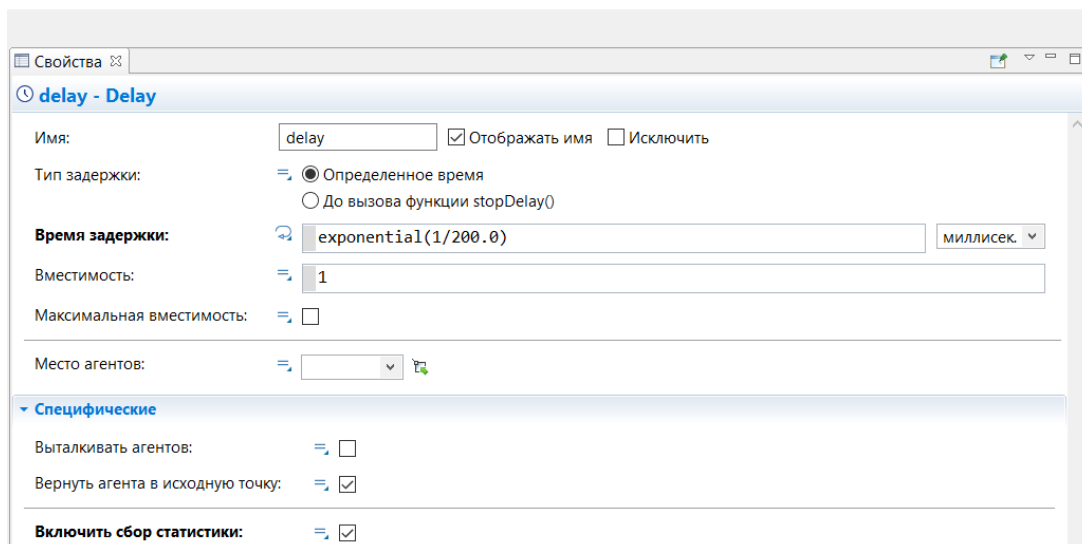 Свойства
delay - Delay
Имя: delay Отображать имя Исключить
Тип задержки: Определенное время
До вызова функции stopDelay()
Время задержки: exponential(1/200.0) миллисек.
Вместимость: 1
Максимальная вместимость:
Место агентов:
Специфические
Выталкивать агентов:
Вернуть агента в исходную точку:
Включить сбор статистики: